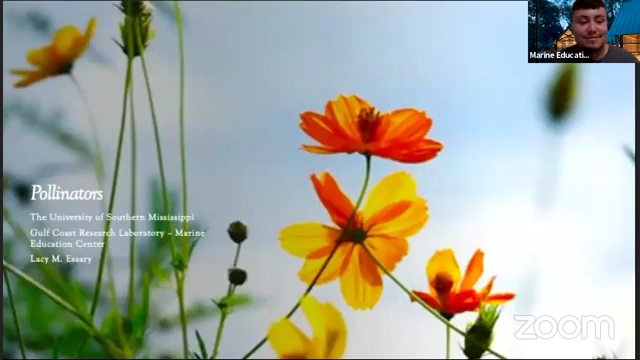 Marine Educati...
Pollinators
The University of Southern Mississippi
Gulf Coast Research Laboratory – Marine
Education Center
Lacy M. Essary
zoom